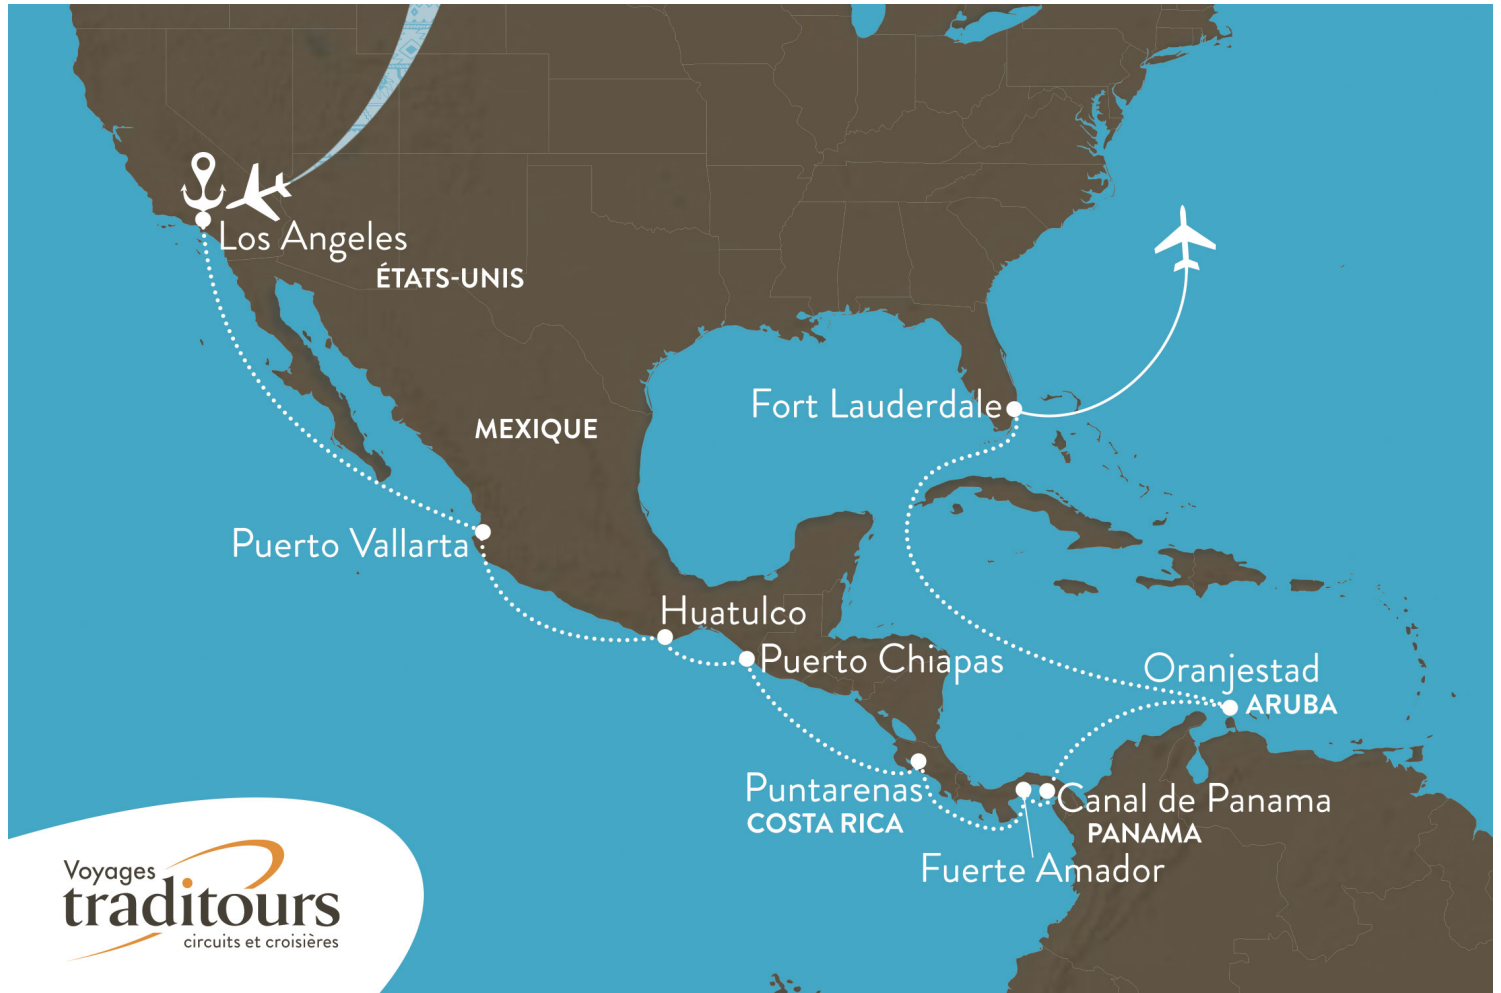 Los Angeles
ÉTATS-UNIS
Fort Lauderdale
MEXIQUE
Puerto Vallarta
Huatulco
Puerto Chiapas
Oranjestad
ARUBA
Puntarenas
COSTA RICA
Canal de Panama
PANAMA
Fuerte Amador
Voyages
traditours
circuits et croisières